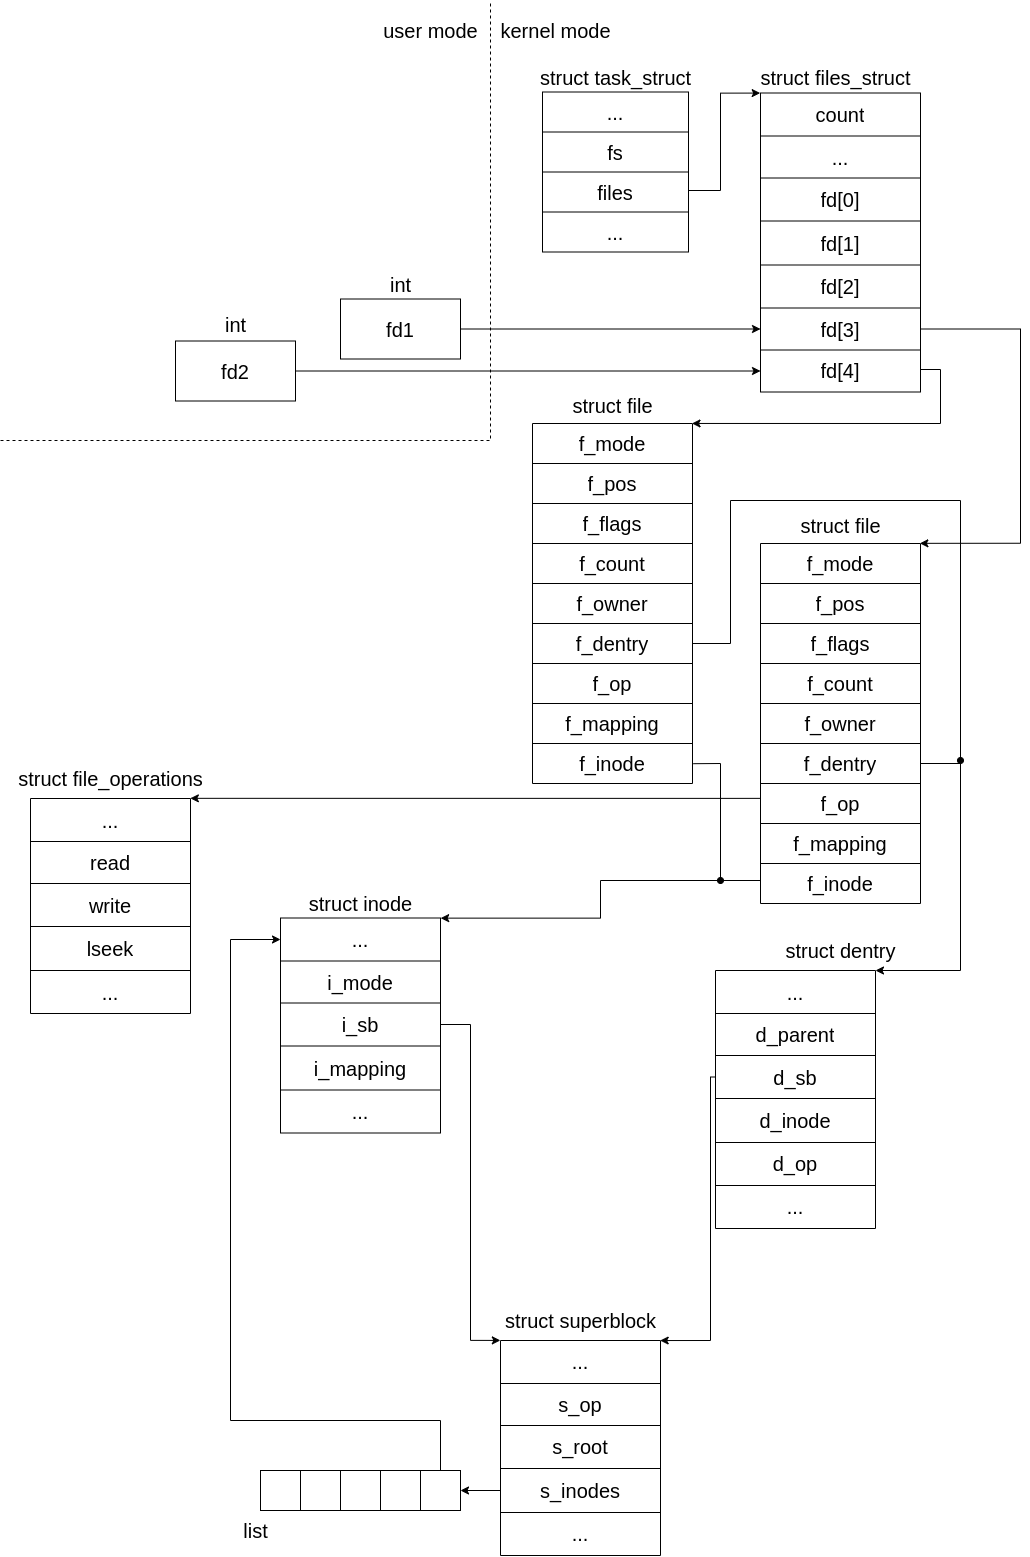 user mode
kernel mode
struct task_struct
...
fs
files
...
struct files_struct
count
...
fd[0]
fd[1]
fd[2]
fd[3]
fd[4]
int
fd1
int
fd2
struct file
f_mode
f_pos
f_flags
f_count
f_owner
f_dentry
f_op
f_mapping
f_inode
struct file
f_mode
f_pos
f_flags
f_count
f_owner
f_dentry
f_op
f_mapping
f_inode
struct file_operations
...
read
write
lseek
...
struct inode
...
i_mode
i_sb
i_mapping
...
struct dentry
...
d_parent
d_sb
d_inode
d_op
...
struct superblock
...
s_op
s_root
s_inodes
...
list